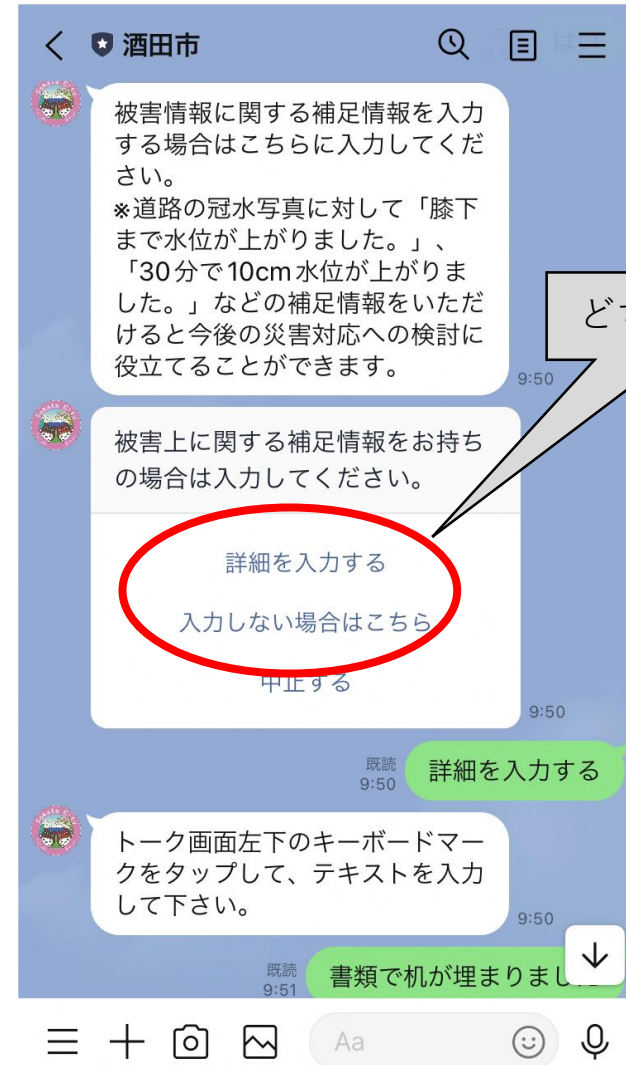 酒田市
被害情報に関する補足情報を入力
する場合はこちらに入力してくだ
さい。
※道路の冠水写真に対して「膝下
まで水位が上がりました。」、
「30分で10cm水位が上がりま
した。」などの補足情報をいただ
けると今後の災害対応への検討に
役立てることができます。
9:50
被害上に関する補足情報をお持ち
の場合は入力してください。
詳細を入力する
入力しない場合はこちら
中止する
9:50
既読
9:50
詳細を入力する
トーク画面左下のキーボードマー
クをタップして、テキストを入力
して下さい。
9:50
既読
9:51
書類で机が埋まりまし
Aa